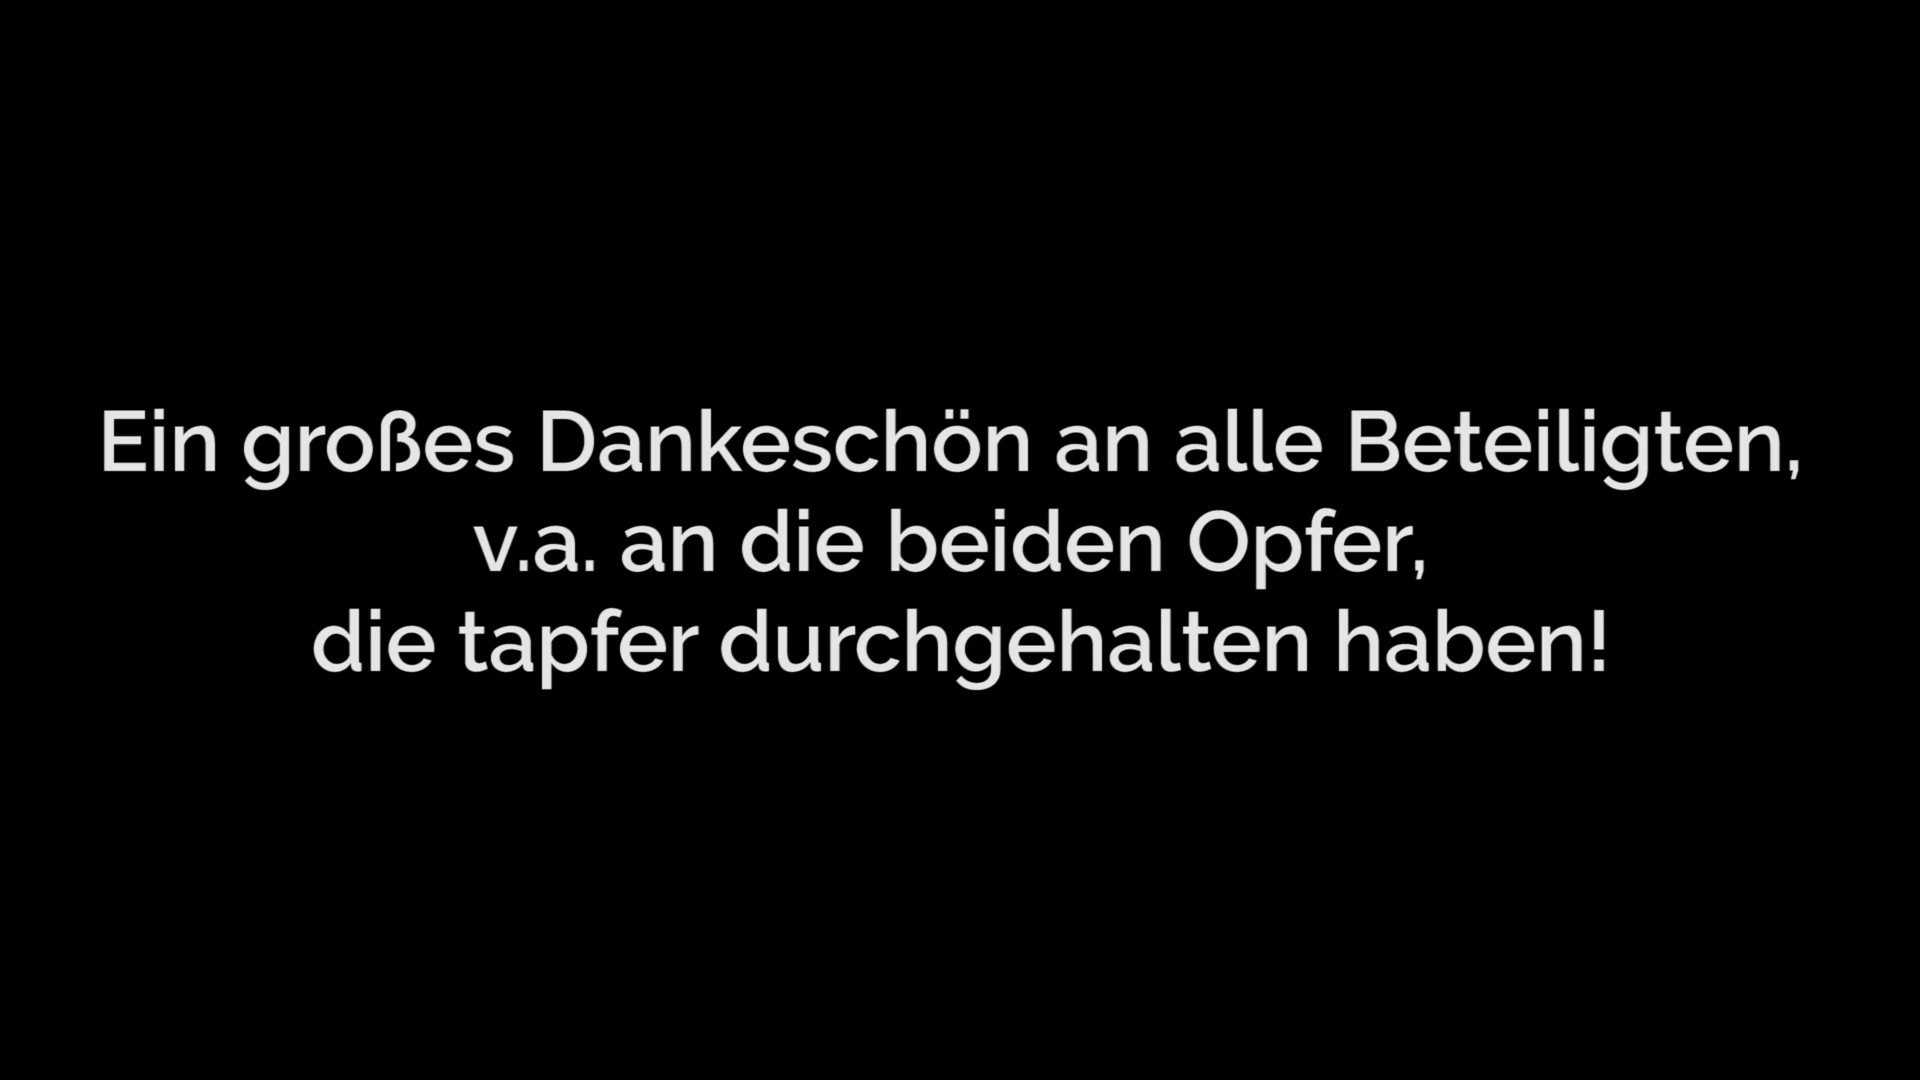 Ein großes Dankeschön an alle Beteiligten,
v.a. an die beiden Opfer,
die tapfer durchgehalten haben!